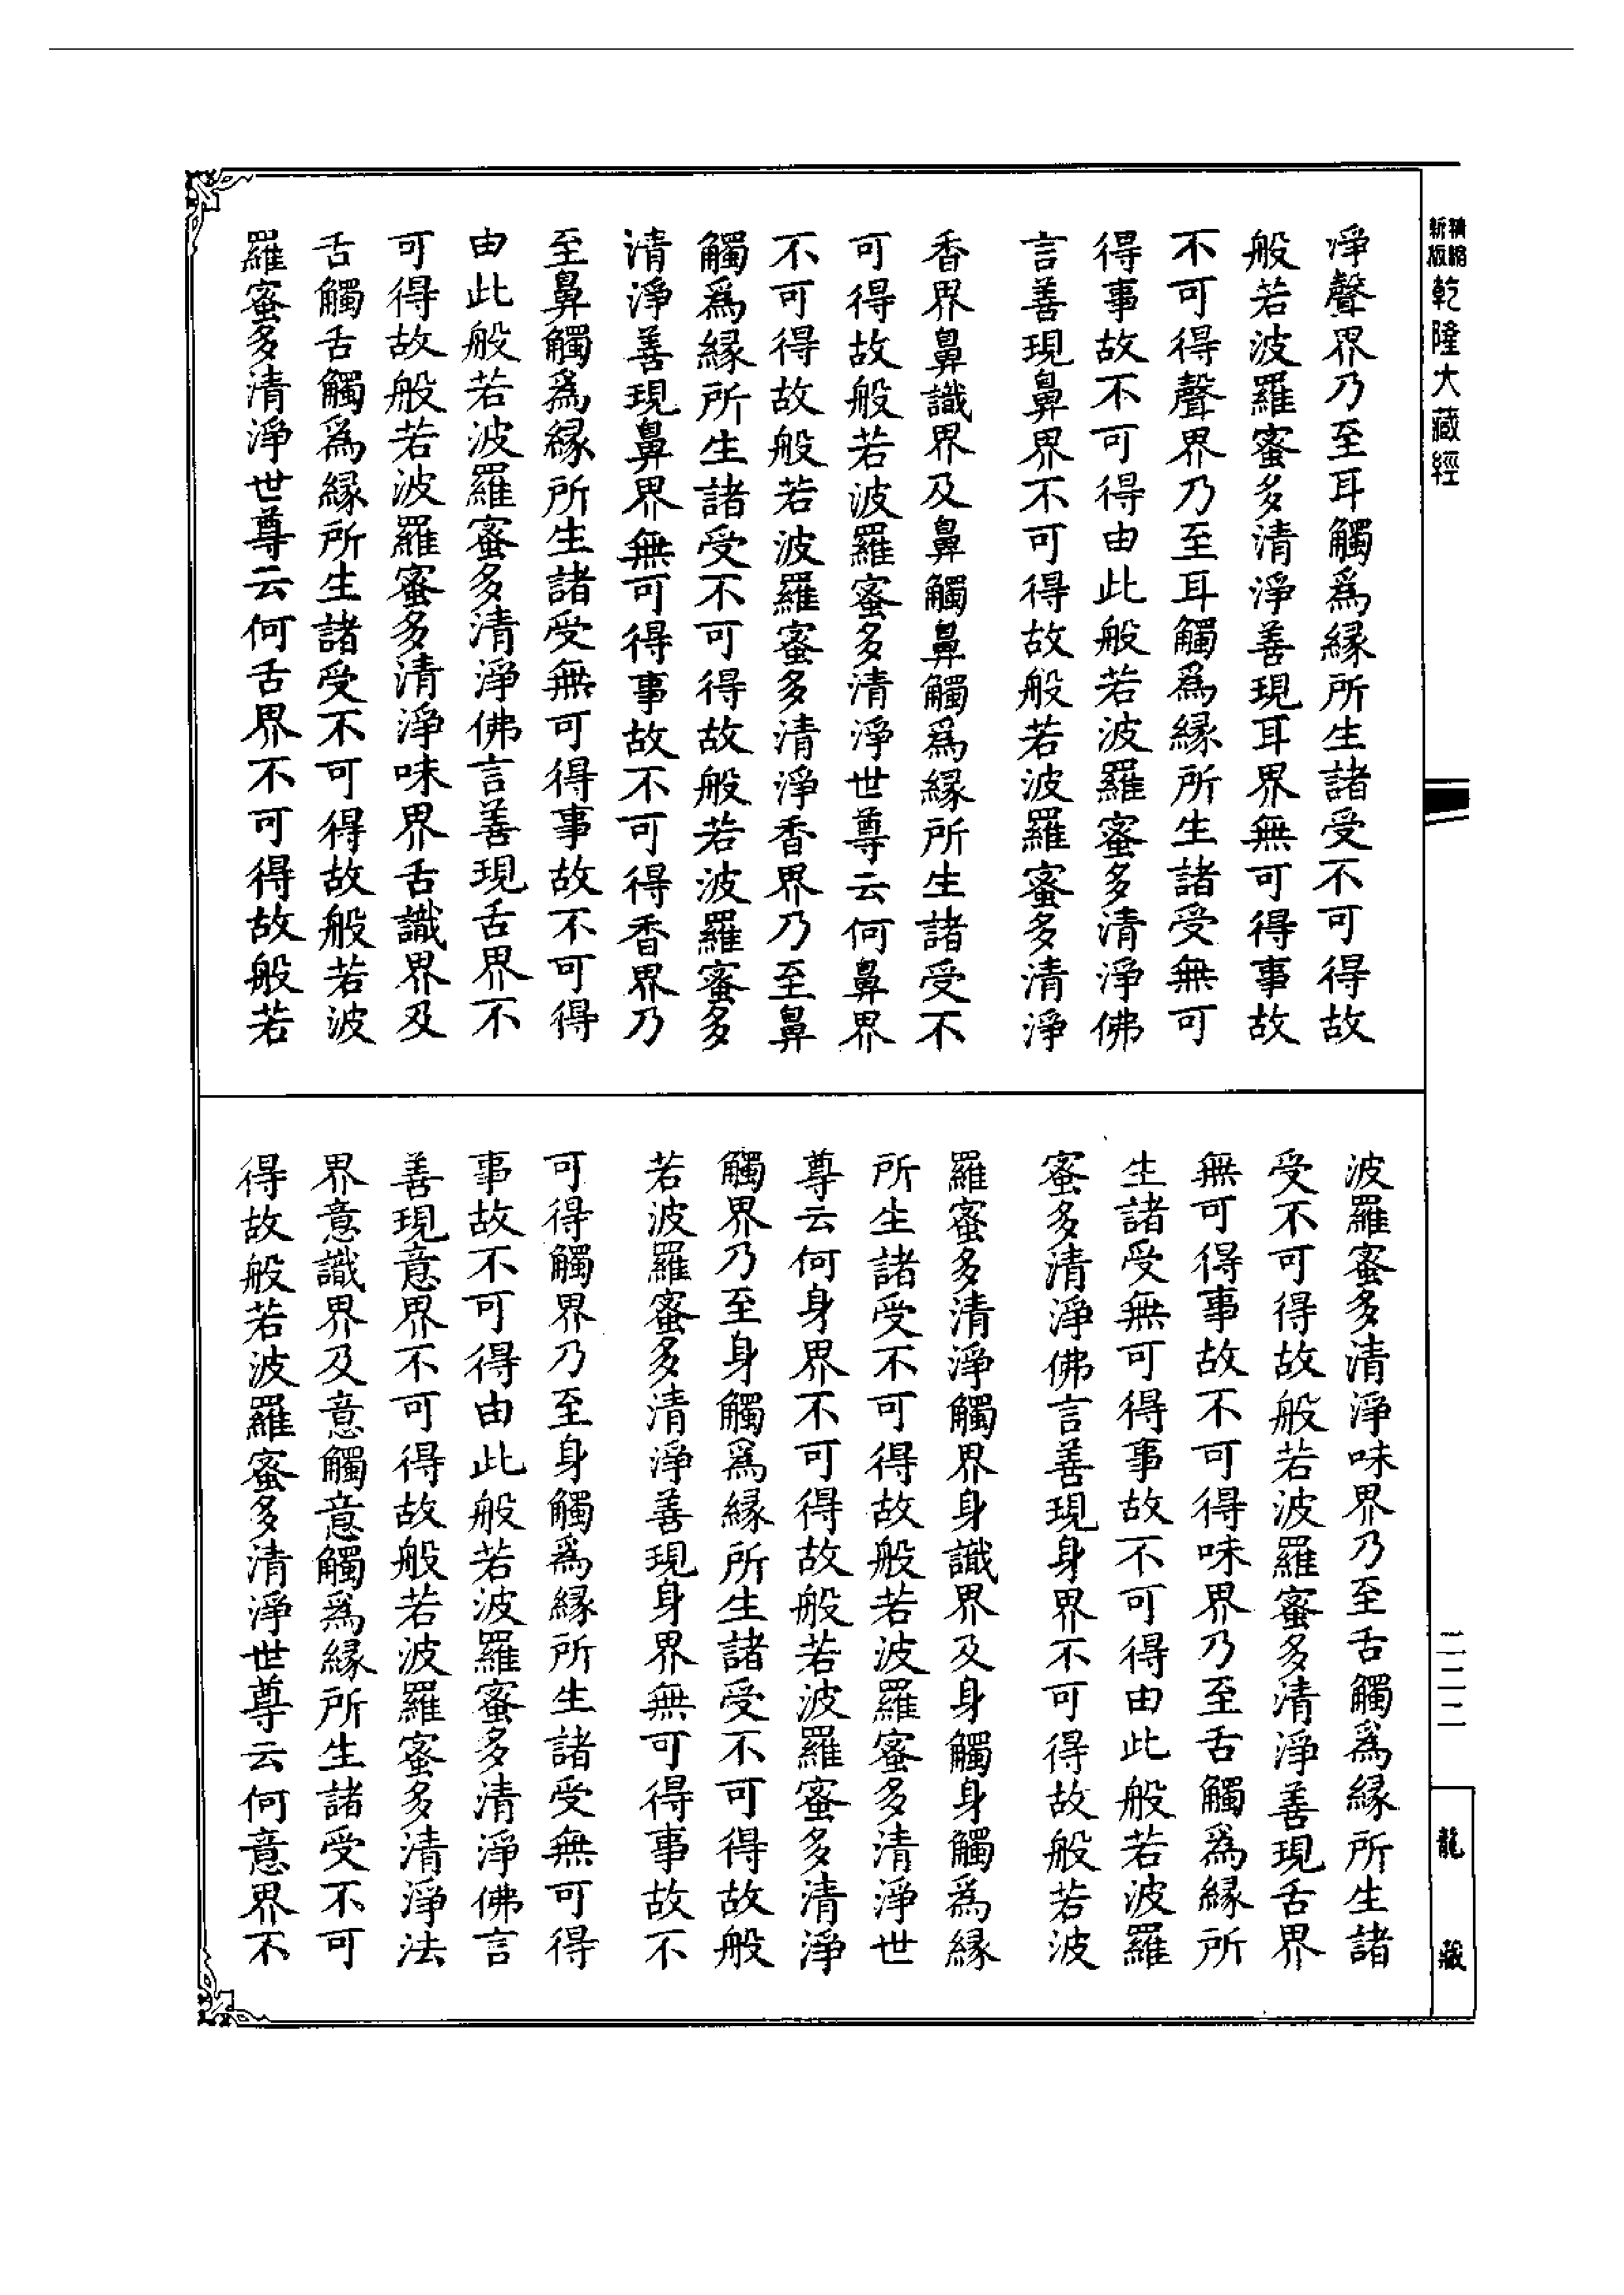 精縮新版乾隆大藏經
淨聲界乃至耳觸爲緣所生諸受不可得故
般若波羅蜜多清淨善現耳界無可得事故
不可得聲界乃至耳觸爲緣所生諸受無可
得事故不可得由此般若波羅蜜多清淨佛
言善現鼻界不可得故般若波羅蜜多清淨
香界鼻識界及鼻觸鼻觸爲緣所生諸受不
可得故般若波羅蜜多清淨世尊云何鼻界
不可得故般若波羅蜜多清淨香界乃至鼻
觸爲緣所生諸受不可得故般若波羅蜜多
清淨善現鼻界無可得事故不可得香界乃
至鼻觸爲緣所生諸受無可得事故不可得
由此般若波羅蜜多清淨佛言善現舌界不
可得故般若波羅蜜多清淨味界舌識界及
舌觸舌觸爲緣所生諸受不可得故般若波
羅蜜多清淨世尊云何舌界不可得故般若
波羅蜜多清淨味界乃至舌觸爲緣所生諸
受不可得故般若波羅蜜多清淨善現舌界
無可得事故不可得味界乃至舌觸爲緣所
生諸受無可得事故不可得由此般若波羅
蜜多清淨佛言善現身界不可得故般若波
羅蜜多清淨觸界身識界及身觸身觸爲緣
所生諸受不可得故般若波羅蜜多清淨世
尊云何身界不可得故般若波羅蜜多清淨
觸界乃至身觸爲緣所生諸受不可得故般
若波羅蜜多清淨善現身界無可得事故不
可得觸界乃至身觸爲緣所生諸受無可得
事故不可得由此般若波羅蜜多清淨佛言
善現意界不可得故般若波羅蜜多清淨法
界意識界及意觸意觸爲緣所生諸受不可
得故般若波羅蜜多清淨世尊云何意界不
二二二
龍藏